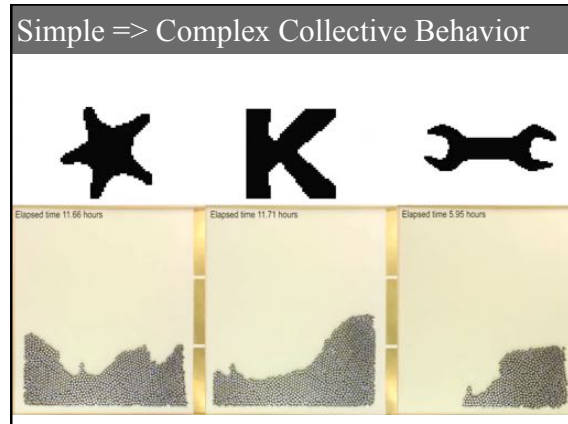 Simple => Complex Collective Behavior
K
Elapsed time 11.66 hours
Elapsed time 11.71 hours
Elapsed time 5.95 hours